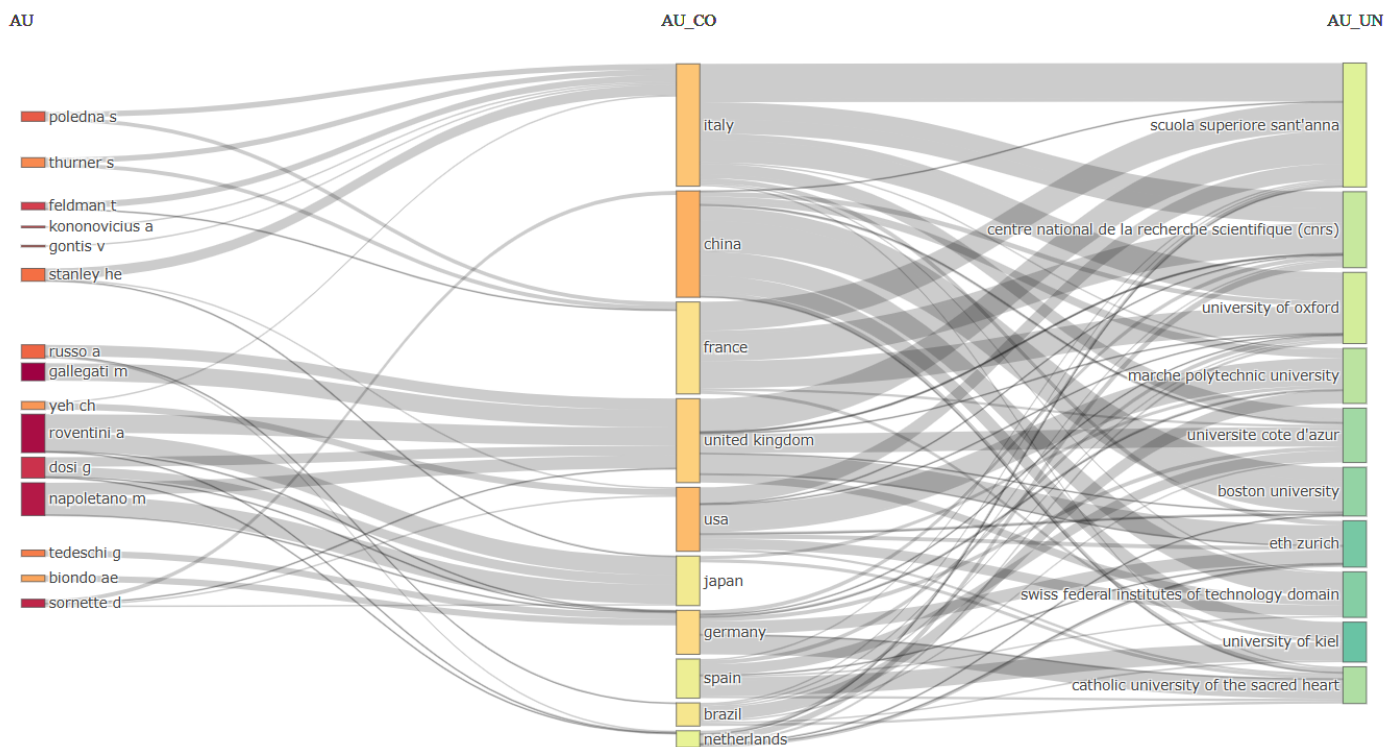 AU AU_CO AU_UN
poledna s
thurner s
feldman t
kononovicius a
gontis v
stanley he
russo a
gallegati m
yeh ch
roventini a
dosi g
napoletano m
tedeschi g
biondo ae
sornette d
italy
china
france
united kingdom
usa
japan
germany
spain
brazil
netherlands
scuola superiore sant'anna
centre national de la recherche scientifique (cnrs)
university of oxford
marche polytechnic university
universite cote d'azur
boston university
eth zurich
swiss federal institutes of technology domain
university of kiel
catholic university of the sacred heart